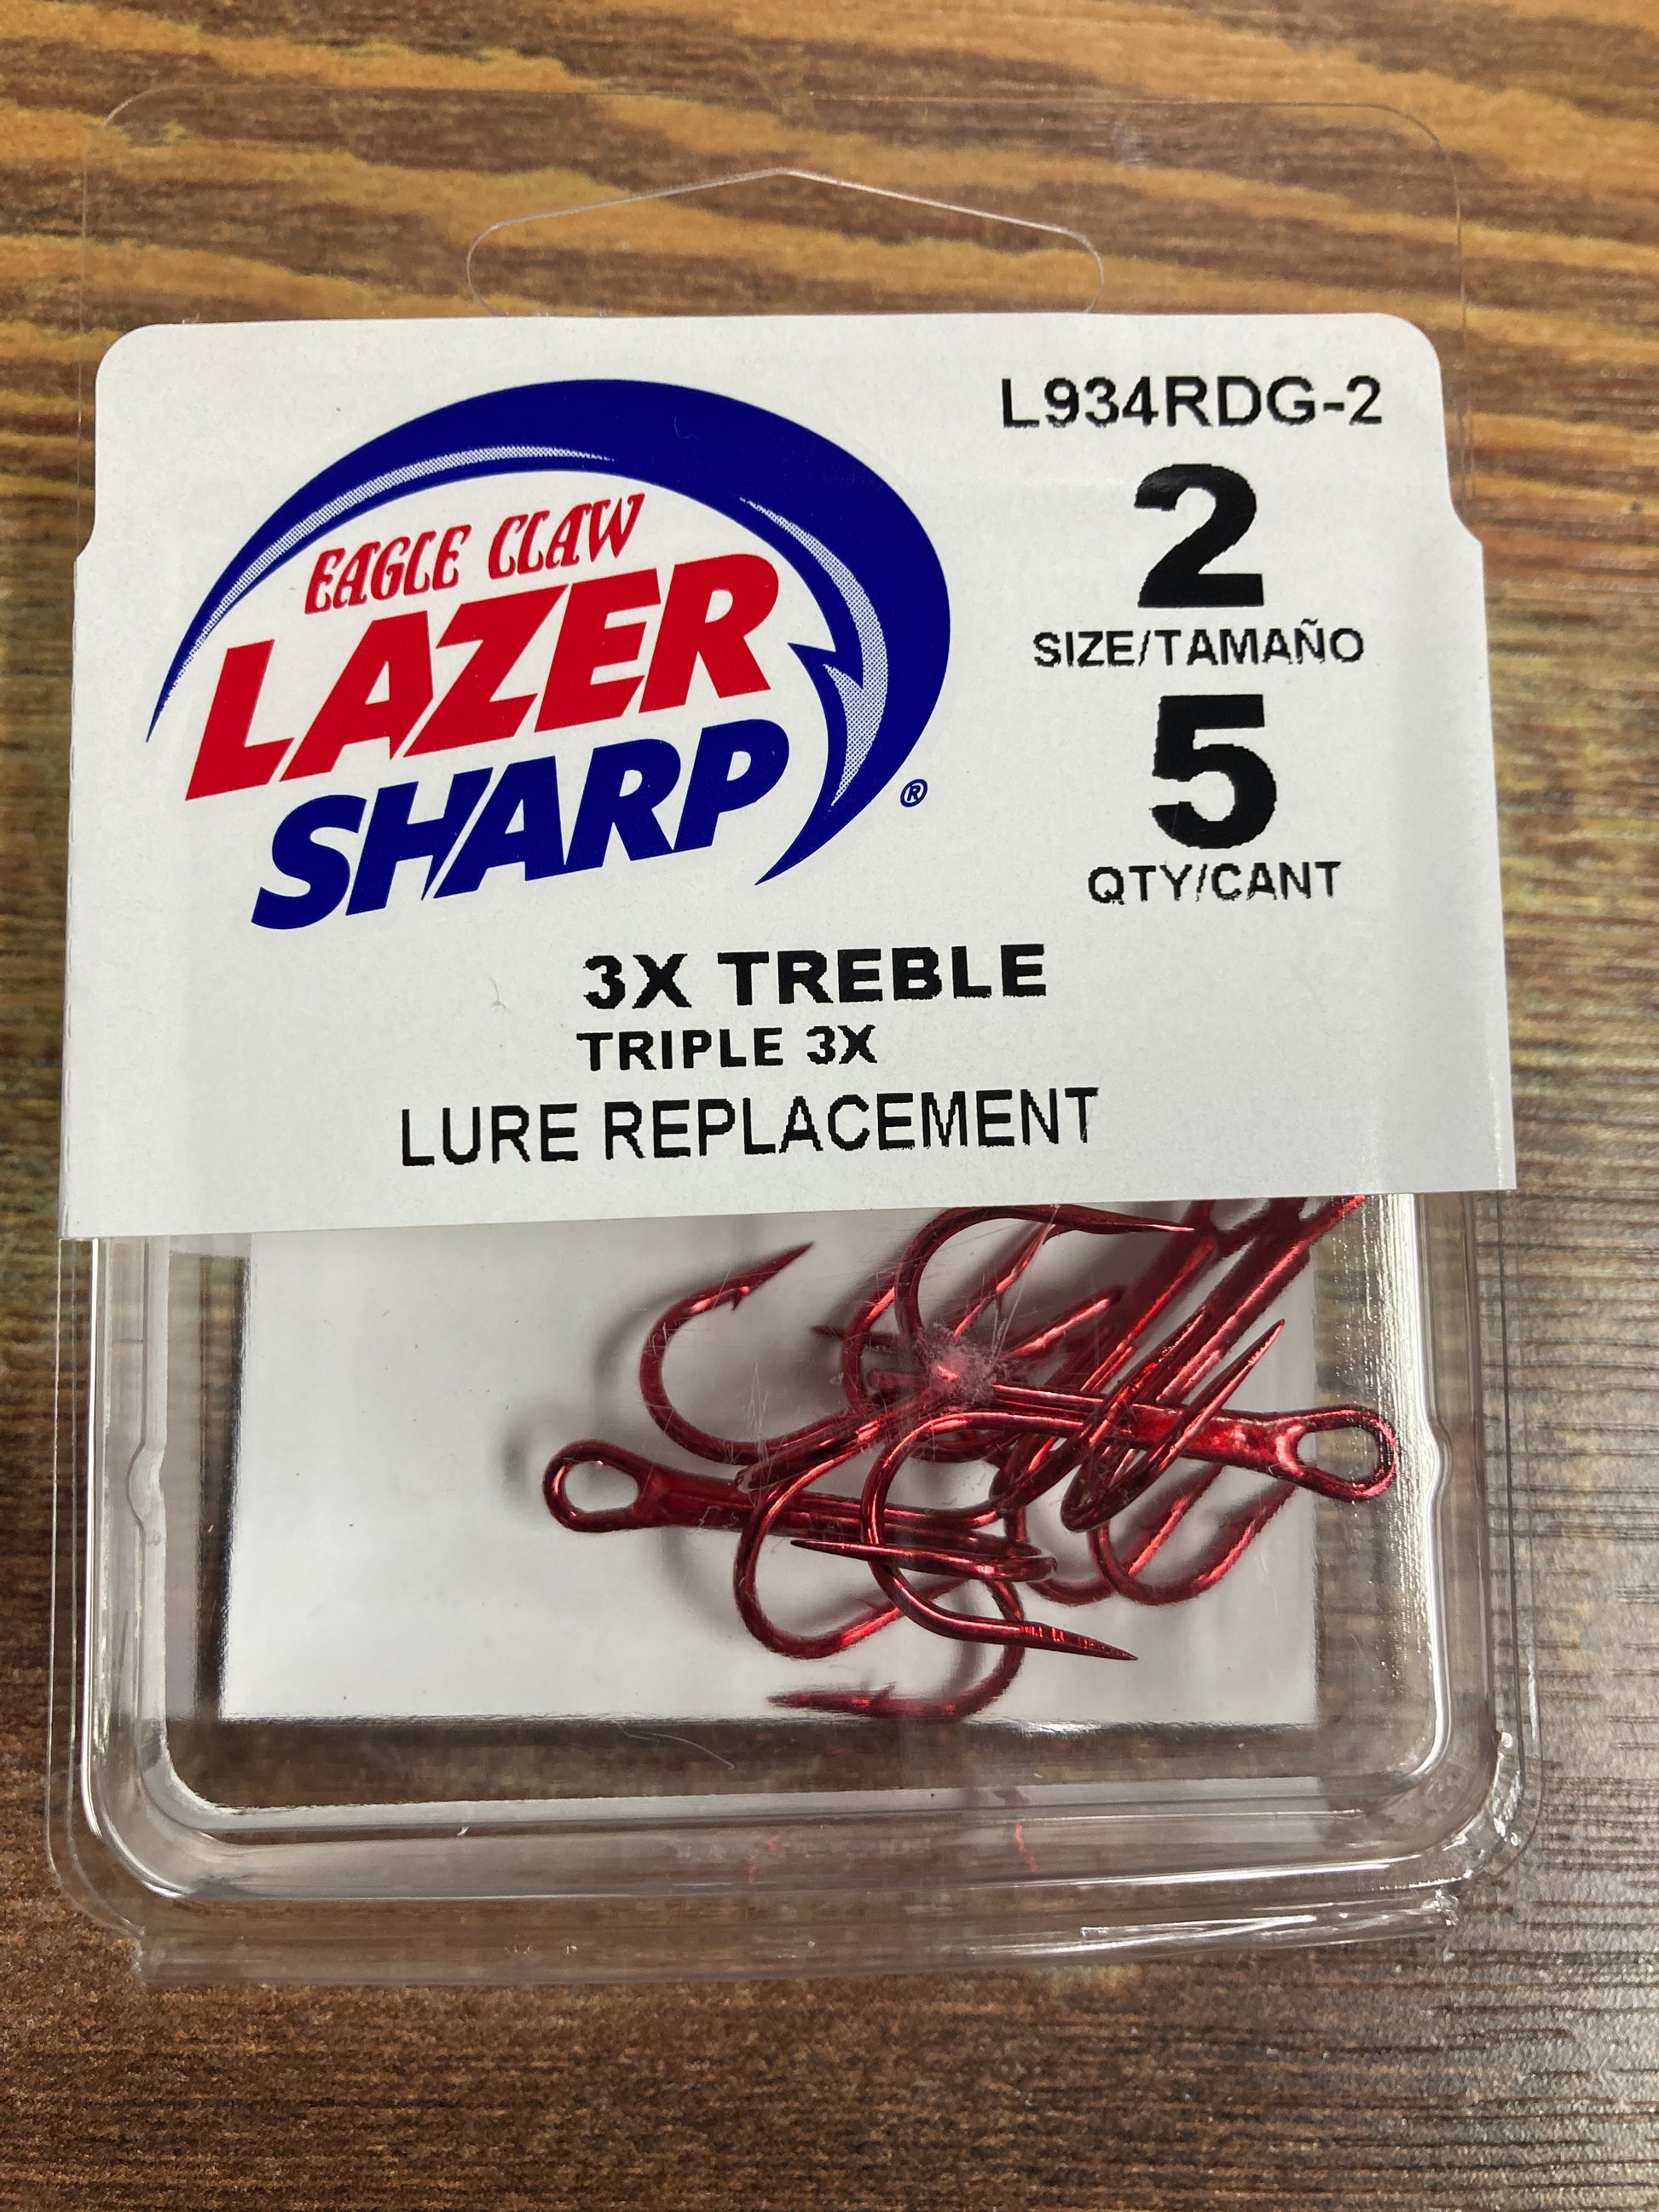 EAGLE CLAW
LAZER
SHARP
®
L934RDG-2
2
SIZE/TAMAÑO
5
QTY/CANT
3X TREBLE
TRIPLE 3X
LURE REPLACEMENT